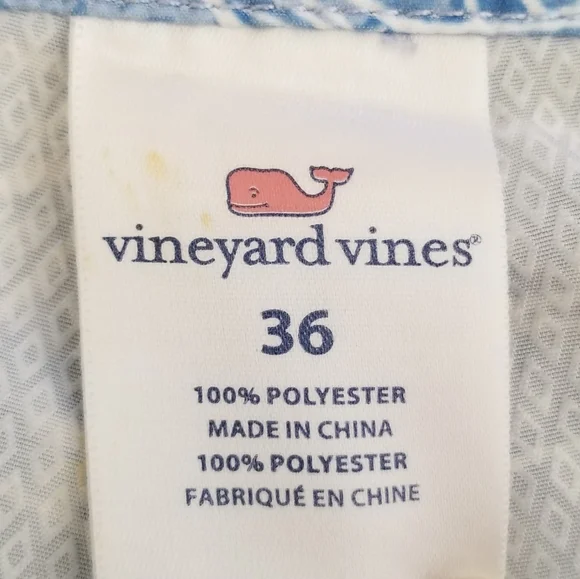 vineyard vines®
36
100% POLYESTER
MADE IN CHINA
100% POLYESTER
FABRIQUÉ EN CHINE